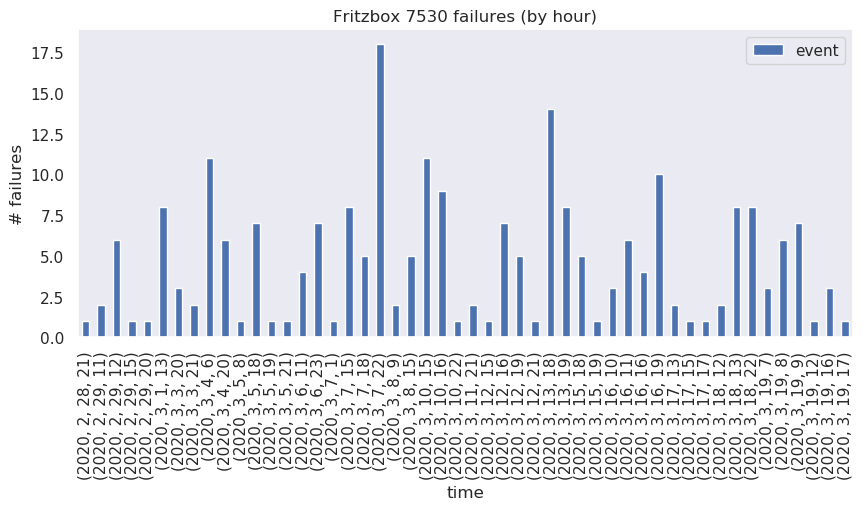 Fritzbox 7530 failures (by hour)
event
# failures
17.5
15.0
12.5
10.0
7.5
5.0
2.5
0.0
(2020, 2, 28, 21)
(2020, 2, 29, 11)
(2020, 2, 29, 12)
(2020, 2, 29, 15)
(2020, 2, 29, 20)
(2020, 3, 1, 13)
(2020, 3, 3, 20)
(2020, 3, 3, 21)
(2020, 3, 4, 6)
(2020, 3, 4, 20)
(2020, 3, 5, 8)
(2020, 3, 5, 18)
(2020, 3, 5, 19)
(2020, 3, 5, 21)
(2020, 3, 6, 11)
(2020, 3, 6, 23)
(2020, 3, 7, 1)
(2020, 3, 7, 15)
(2020, 3, 7, 18)
(2020, 3, 7, 22)
(2020, 3, 8, 9)
(2020, 3, 8, 15)
(2020, 3, 10, 15)
(2020, 3, 10, 16)
(2020, 3, 10, 22)
(2020, 3, 11, 21)
(2020, 3, 12, 15)
(2020, 3, 12, 16)
(2020, 3, 12, 19)
(2020, 3, 12, 21)
(2020, 3, 13, 18)
(2020, 3, 13, 19)
(2020, 3, 15, 18)
(2020, 3, 15, 19)
(2020, 3, 16, 10)
(2020, 3, 16, 11)
(2020, 3, 16, 16)
(2020, 3, 16, 19)
(2020, 3, 17, 13)
(2020, 3, 17, 15)
(2020, 3, 17, 17)
(2020, 3, 18, 12)
(2020, 3, 18, 13)
(2020, 3, 18, 22)
(2020, 3, 19, 7)
(2020, 3, 19, 8)
(2020, 3, 19, 9)
(2020, 3, 19, 12)
(2020, 3, 19, 16)
(2020, 3, 19, 17)
time